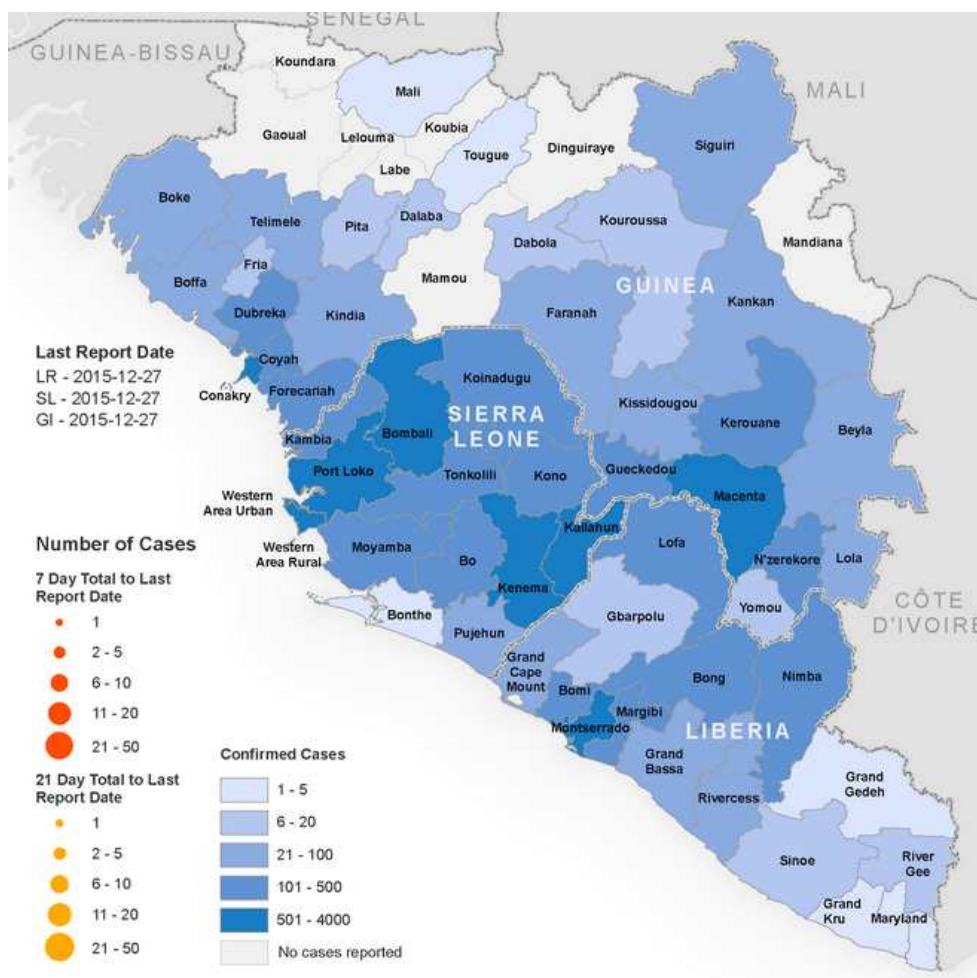 SENEGAL
GUINEA-BISSAU
Koundara
Mali
MALI
Gaoual
Lelouma
Koubia
Labe
Tougue
Dinguiraye
Siguiri
Boke
Telimele
Pita
Dalaba
Kouroussa
Dabola
Mandiana
Fria
Boffa
Mamou
GUINEA
Kankan
Dubreka
Kindia
Faranah
Last Report Date
LR - 2015-12-27
SL - 2015-12-27
GI - 2015-12-27
Coyah
Conakry
Forecariah
Koinadugu
Kissidougou
Kerouane
Beyla
SIERRA
LEONE
Kambia
Bombali
Port Loko
Tonkolili
Kono
Gueckedou
Macenta
Western
Area Urban
Western
Area Rural
Kailahun
Lofa
Moyamba
Bo
Kenema
N'zerekore
Lola
Yomou
CÔTE
D'IVOIRE
Bonthe
Pujehun
Gbarpolu
Grand
Cape
Mount
Bomi
Bong
Nimba
Montserrado
Margibi
LIBERIA
Grand
Bassa
Rivercess
Grand
Gedeh
Sinoe
River
Gee
Grand
Kru
Maryland
Number of Cases
7 Day Total to Last
Report Date
1
2 - 5
6 - 10
11 - 20
21 - 50
21 Day Total to Last
Report Date
1
2 - 5
6 - 10
11 - 20
21 - 50
Confirmed Cases
1 - 5
6 - 20
21 - 100
101 - 500
501 - 4000
No cases reported